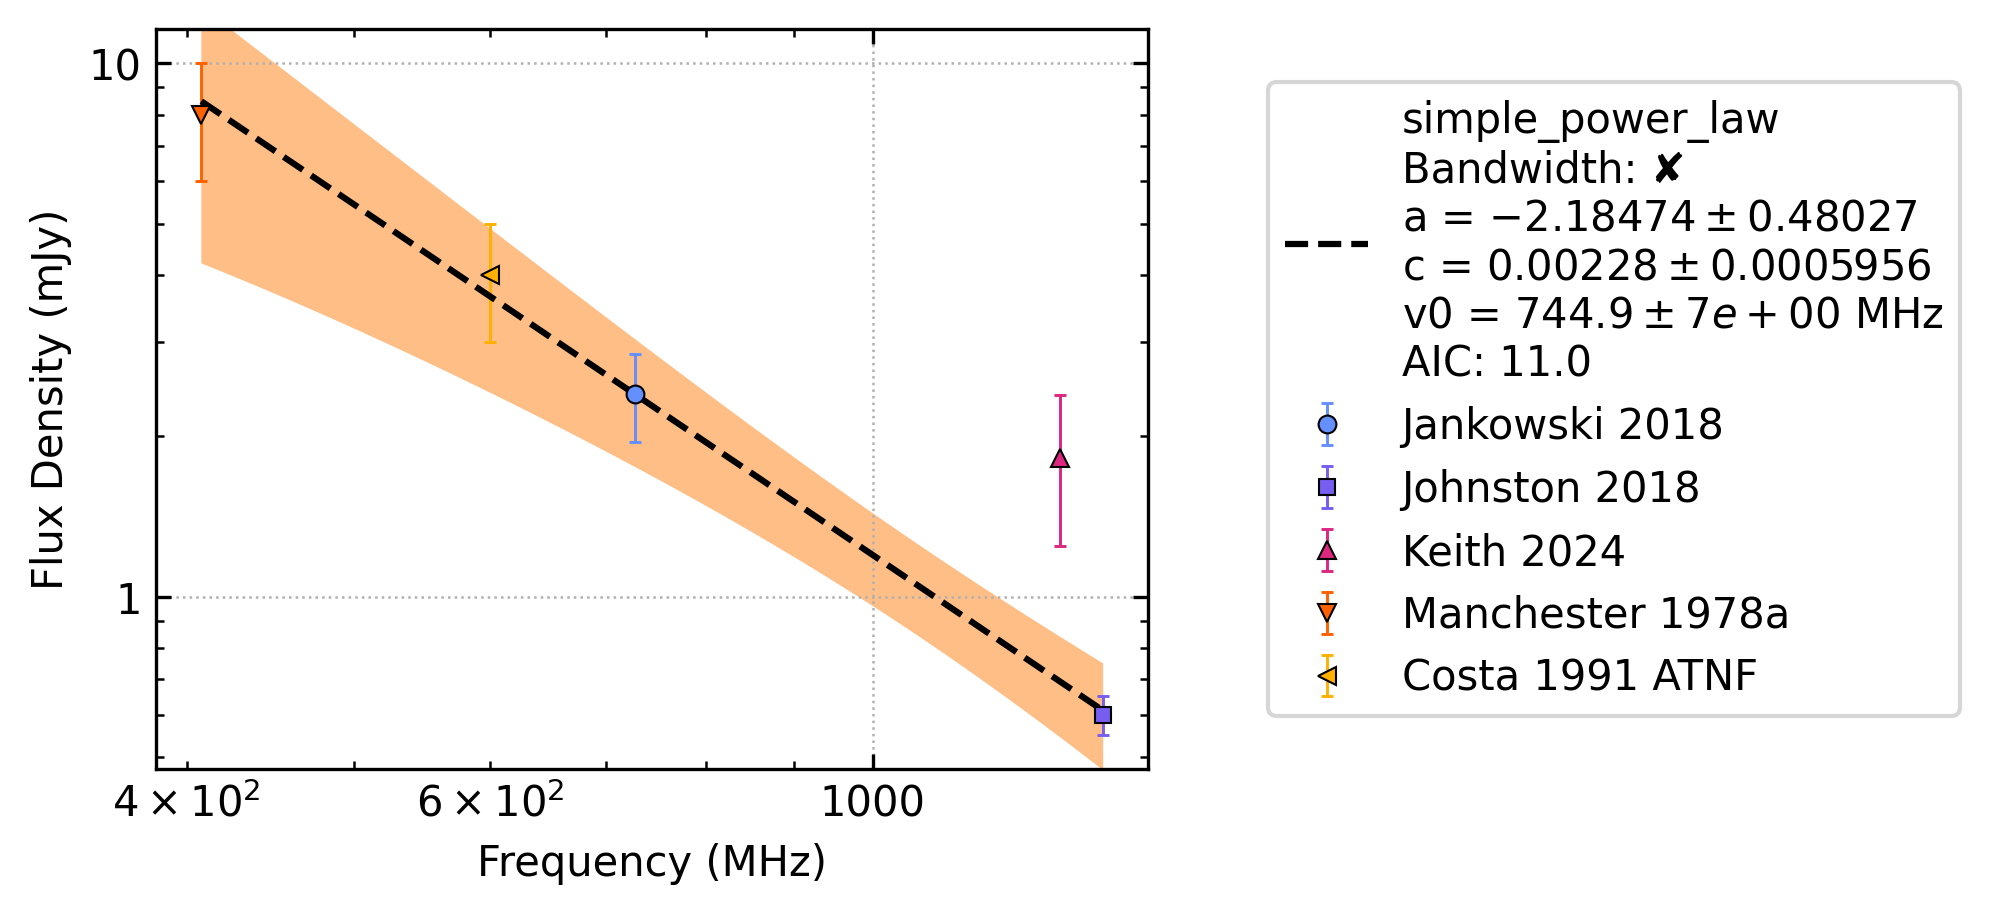 10
1
Flux Density (mJy)
4 × 10²
6 × 10²
1000
Frequency (MHz)
simple_power_law
Bandwidth: ✘
a = −2.18474 ± 0.48027
c = 0.00228 ± 0.0005956
v0 = 744.9 ± 7e + 00 MHz
AIC: 11.0
Jankowski 2018
Johnston 2018
Keith 2024
Manchester 1978a
Costa 1991 ATNF